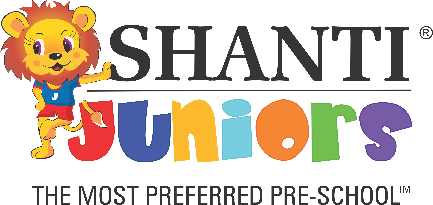 SHANTI®
Juniors
J
THE MOST PREFERRED PRE-SCHOOL™